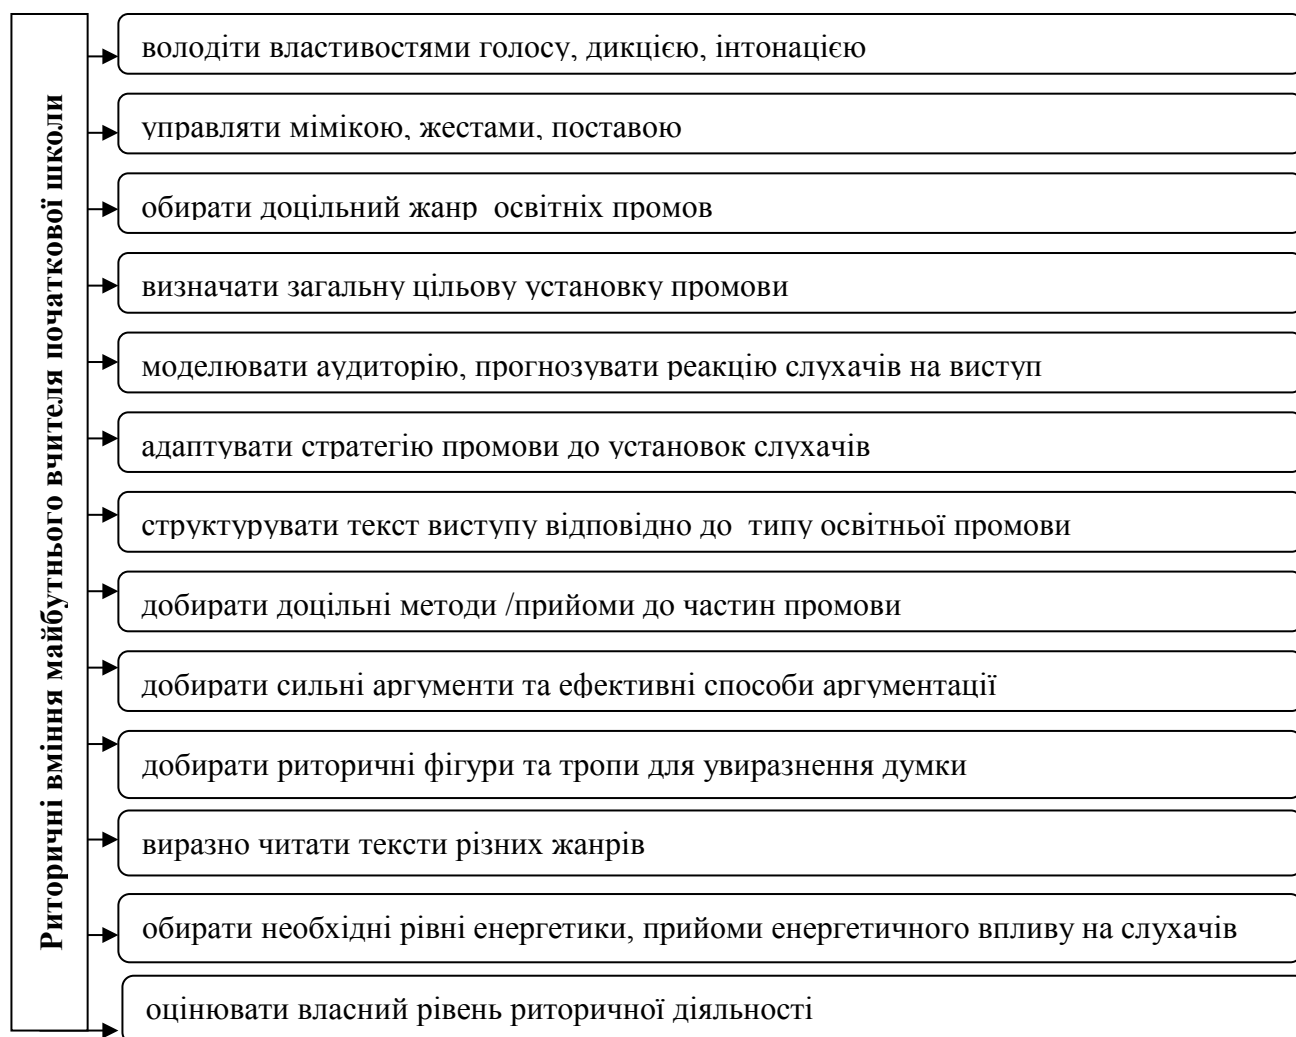 Риторичні вміння майбутнього вчителя початкової школи
володіти властивостями голосу, дикцією, інтонацією
управляти мімікою, жестами, поставою
обирати доцільний жанр освітніх промов
визначати загальну цільову установку промови
моделювати аудиторію, прогнозувати реакцію слухачів на виступ
адаптувати стратегію промови до установок слухачів
структурувати текст виступу відповідно до типу освітньої промови
добирати доцільні методи /прийоми до частин промови
добирати сильні аргументи та ефективні способи аргументації
добирати риторичні фігури та тропи для увиразнення думки
виразно читати тексти різних жанрів
обирати необхідні рівні енергетики, прийоми енергетичного впливу на слухачів
оцінювати власний рівень риторичної діяльності